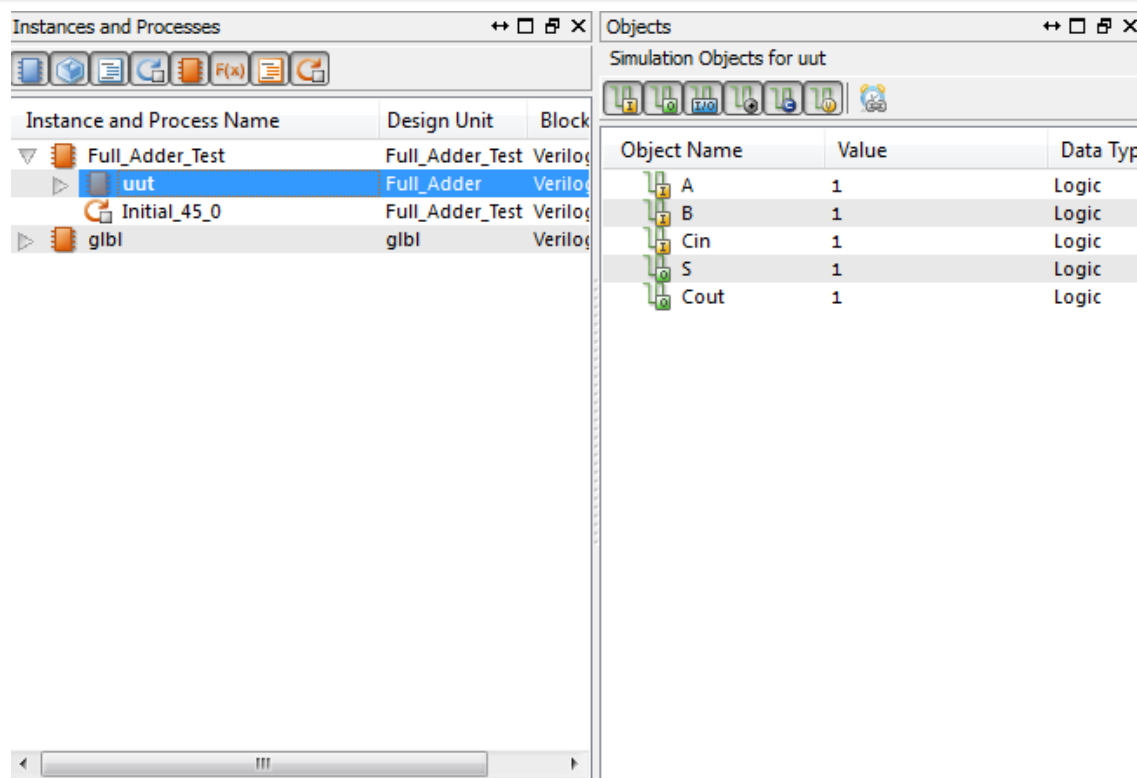 Instances and Processes
Instance and Process Name Design Unit Block
Full_Adder_Test Full_Adder_Test Verilog
uut Full_Adder Verilog
Initial_45_0 Full_Adder_Test Verilog
glbl glbl Verilog
Objects
Simulation Objects for uut
Object Name Value Data Typ
A 1 Logic
B 1 Logic
Cin 1 Logic
S 1 Logic
Cout 1 Logic